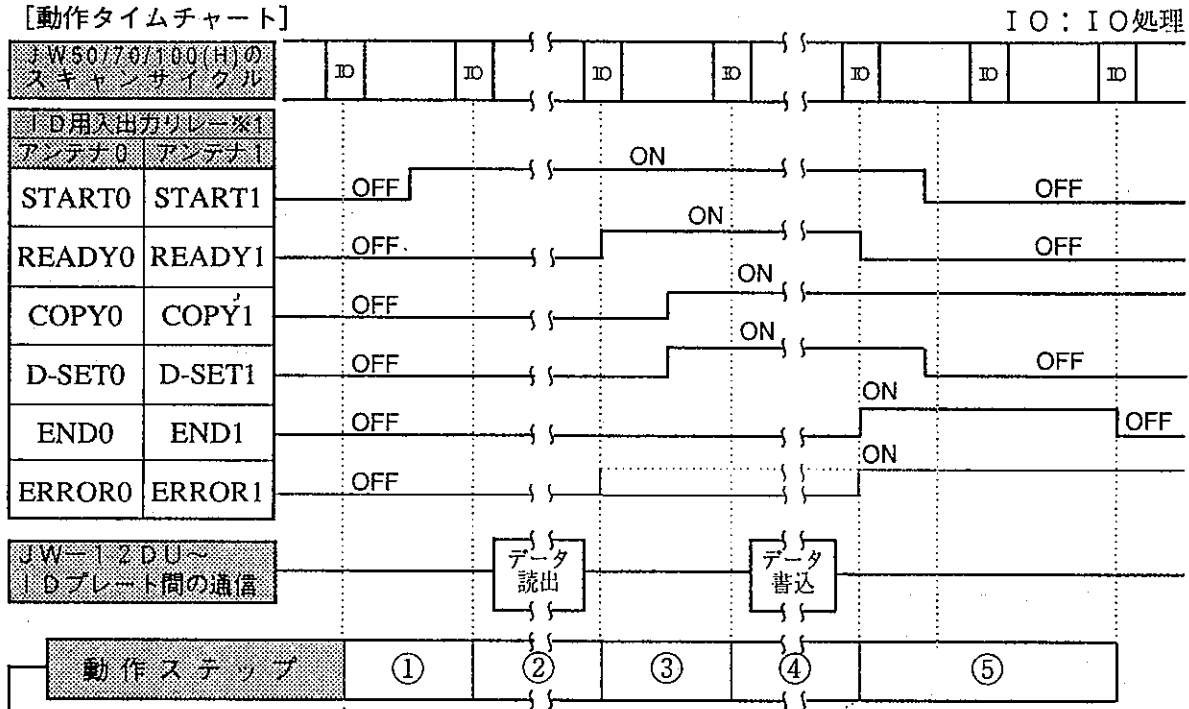 [動作タイムチャート]
IO：IO処理
JW50/70/100(H)の
スキャンサイクル
IO IO IO IO IO IO IO
ID用入出力リレー※1
アンテナ0 アンテナ1
START0 START1 OFF ON OFF
READY0 READY1 OFF ON OFF
COPY0 COPY1 OFF ON
D-SET0 D-SET1 OFF ON OFF
END0 END1 OFF ON OFF
ERROR0 ERROR1 OFF ON
JW－12DU～
IDプレート間の通信
データ
読出
データ
書込
動作ステップ ① ② ③ ④ ⑤